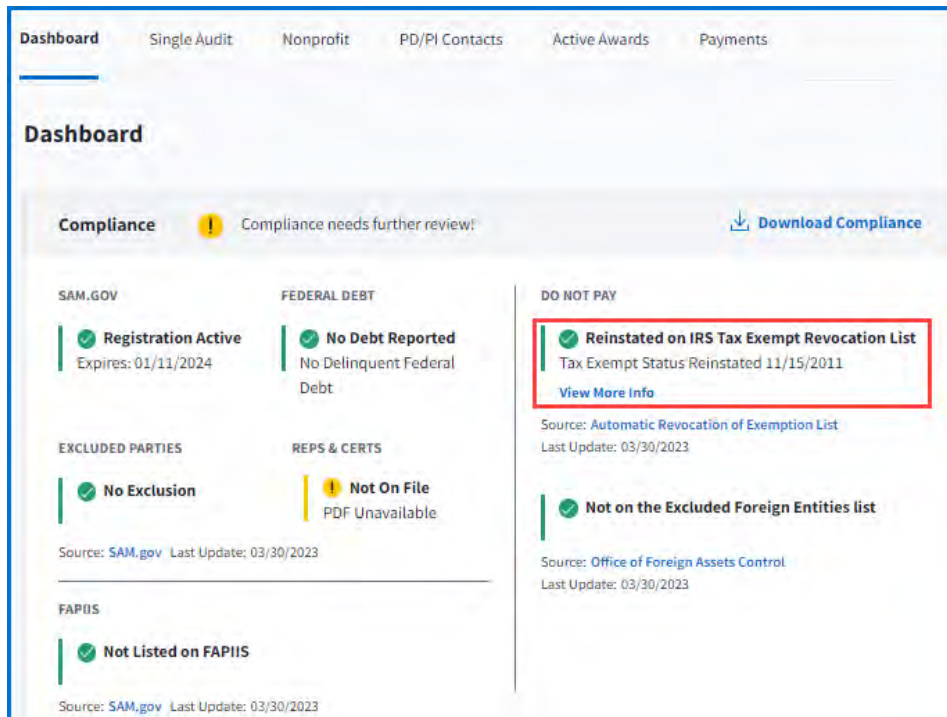 Dashboard Single Audit Nonprofit PD/PI Contacts Active Awards Payments
Dashboard
Compliance ! Compliance needs further review! Download Compliance
SAM.GOV
Registration Active
Expires: 01/11/2024
FEDERAL DEBT
No Debt Reported
No Delinquent Federal
Debt
EXCLUDED PARTIES
No Exclusion
REPS & CERTS
! Not On File
PDF Unavailable
Source: SAM.gov Last Update: 03/30/2023
FAPIIS
Not Listed on FAPIIS
Source: SAM.gov Last Update: 03/30/2023
DO NOT PAY
Reinstated on IRS Tax Exempt Revocation List
Tax Exempt Status Reinstated 11/15/2011
View More Info
Source: Automatic Revocation of Exemption List
Last Update: 03/30/2023
Not on the Excluded Foreign Entities list
Source: Office of Foreign Assets Control
Last Update: 03/30/2023